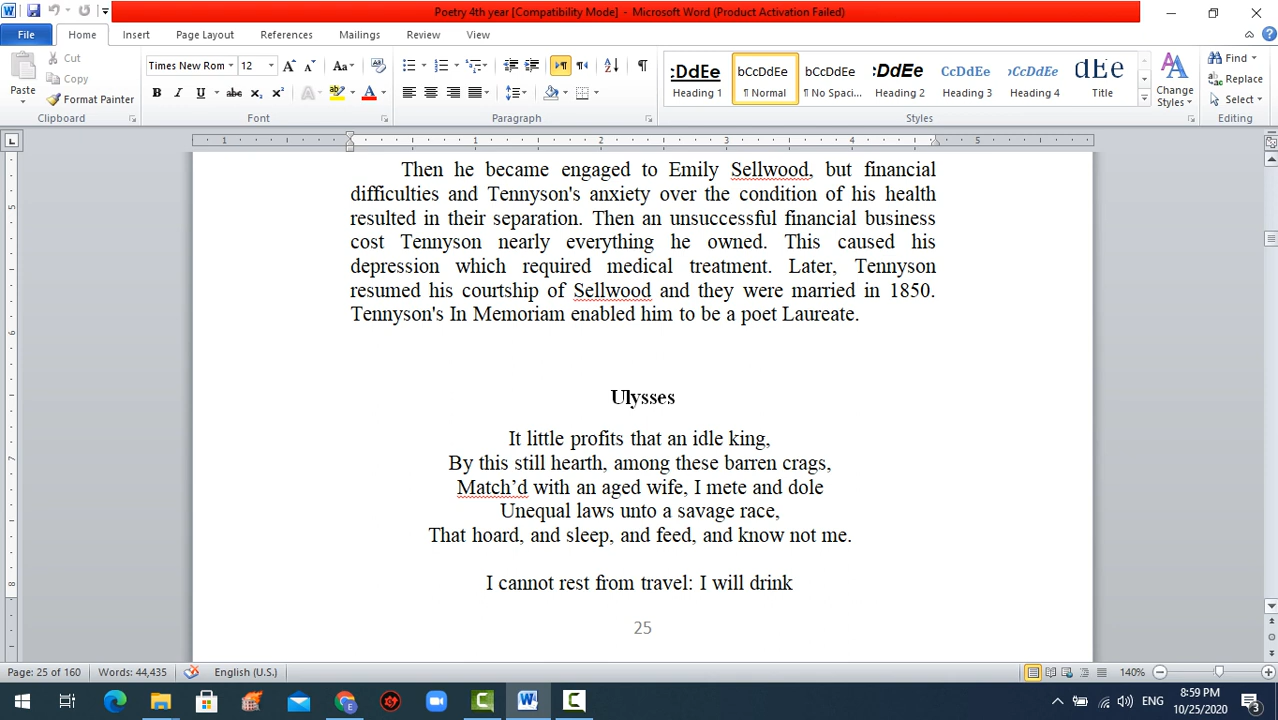 Poetry 4th year [Compatibility Mode] - Microsoft Word (Product Activation Failed)
File Home Insert Page Layout References Mailings Review View
Cut
Copy
Format Painter
Paste
Clipboard
Times New Rom 12
Font
Paragraph
AaBbCcDdEe
Heading 1
¶ Normal
¶ No Spaci...
Heading 2
Heading 3
Heading 4
Title
Change
Styles
Styles
Find
Replace
Select
Editing
Then he became engaged to Emily Sellwood, but financial
difficulties and Tennyson's anxiety over the condition of his health
resulted in their separation. Then an unsuccessful financial business
cost Tennyson nearly everything he owned. This caused his
depression which required medical treatment. Later, Tennyson
resumed his courtship of Sellwood and they were married in 1850.
Tennyson's In Memoriam enabled him to be a poet Laureate.
Ulysses
It little profits that an idle king,
By this still hearth, among these barren crags,
Match’d with an aged wife, I mete and dole
Unequal laws unto a savage race,
That hoard, and sleep, and feed, and know not me.
I cannot rest from travel: I will drink
25
Page: 25 of 160 Words: 44,435 English (U.S.) 140%
ENG
8:59 PM
10/25/2020
3